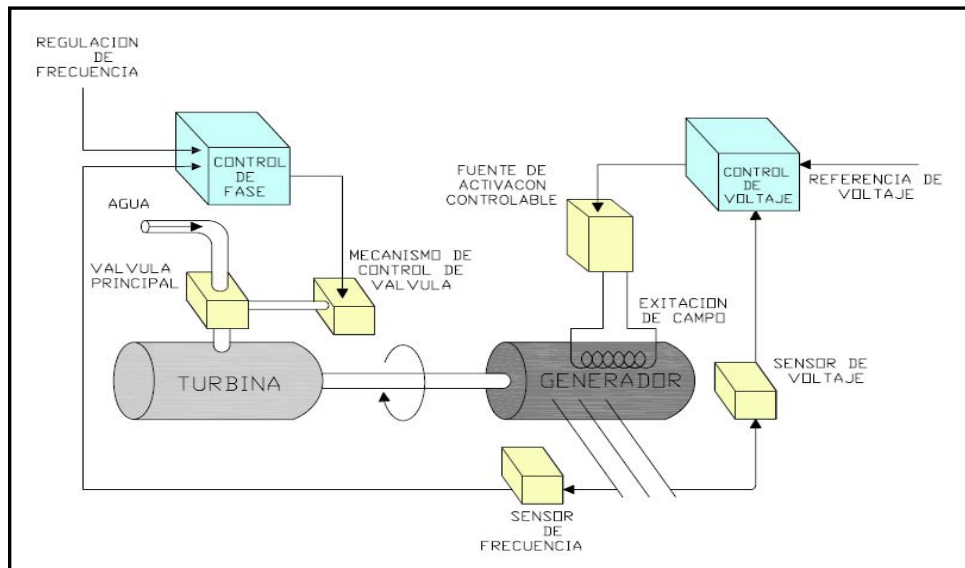 REGULACION
DE
FRECUENCIA
CONTROL
DE
FASE
FUENTE DE
ACTIVACON
CONTROLABLE
CONTROL
DE
VOLTAJE
REFERENCIA DE
VOLTAJE
AGUA
VALVULA
PRINCIPAL
MECANISMO DE
CONTROL DE
VALVULA
EXITACION
DE CAMPO
TURBINA
GENERADOR
SENSOR DE
VOLTAJE
SENSOR
DE
FRECUENCIA